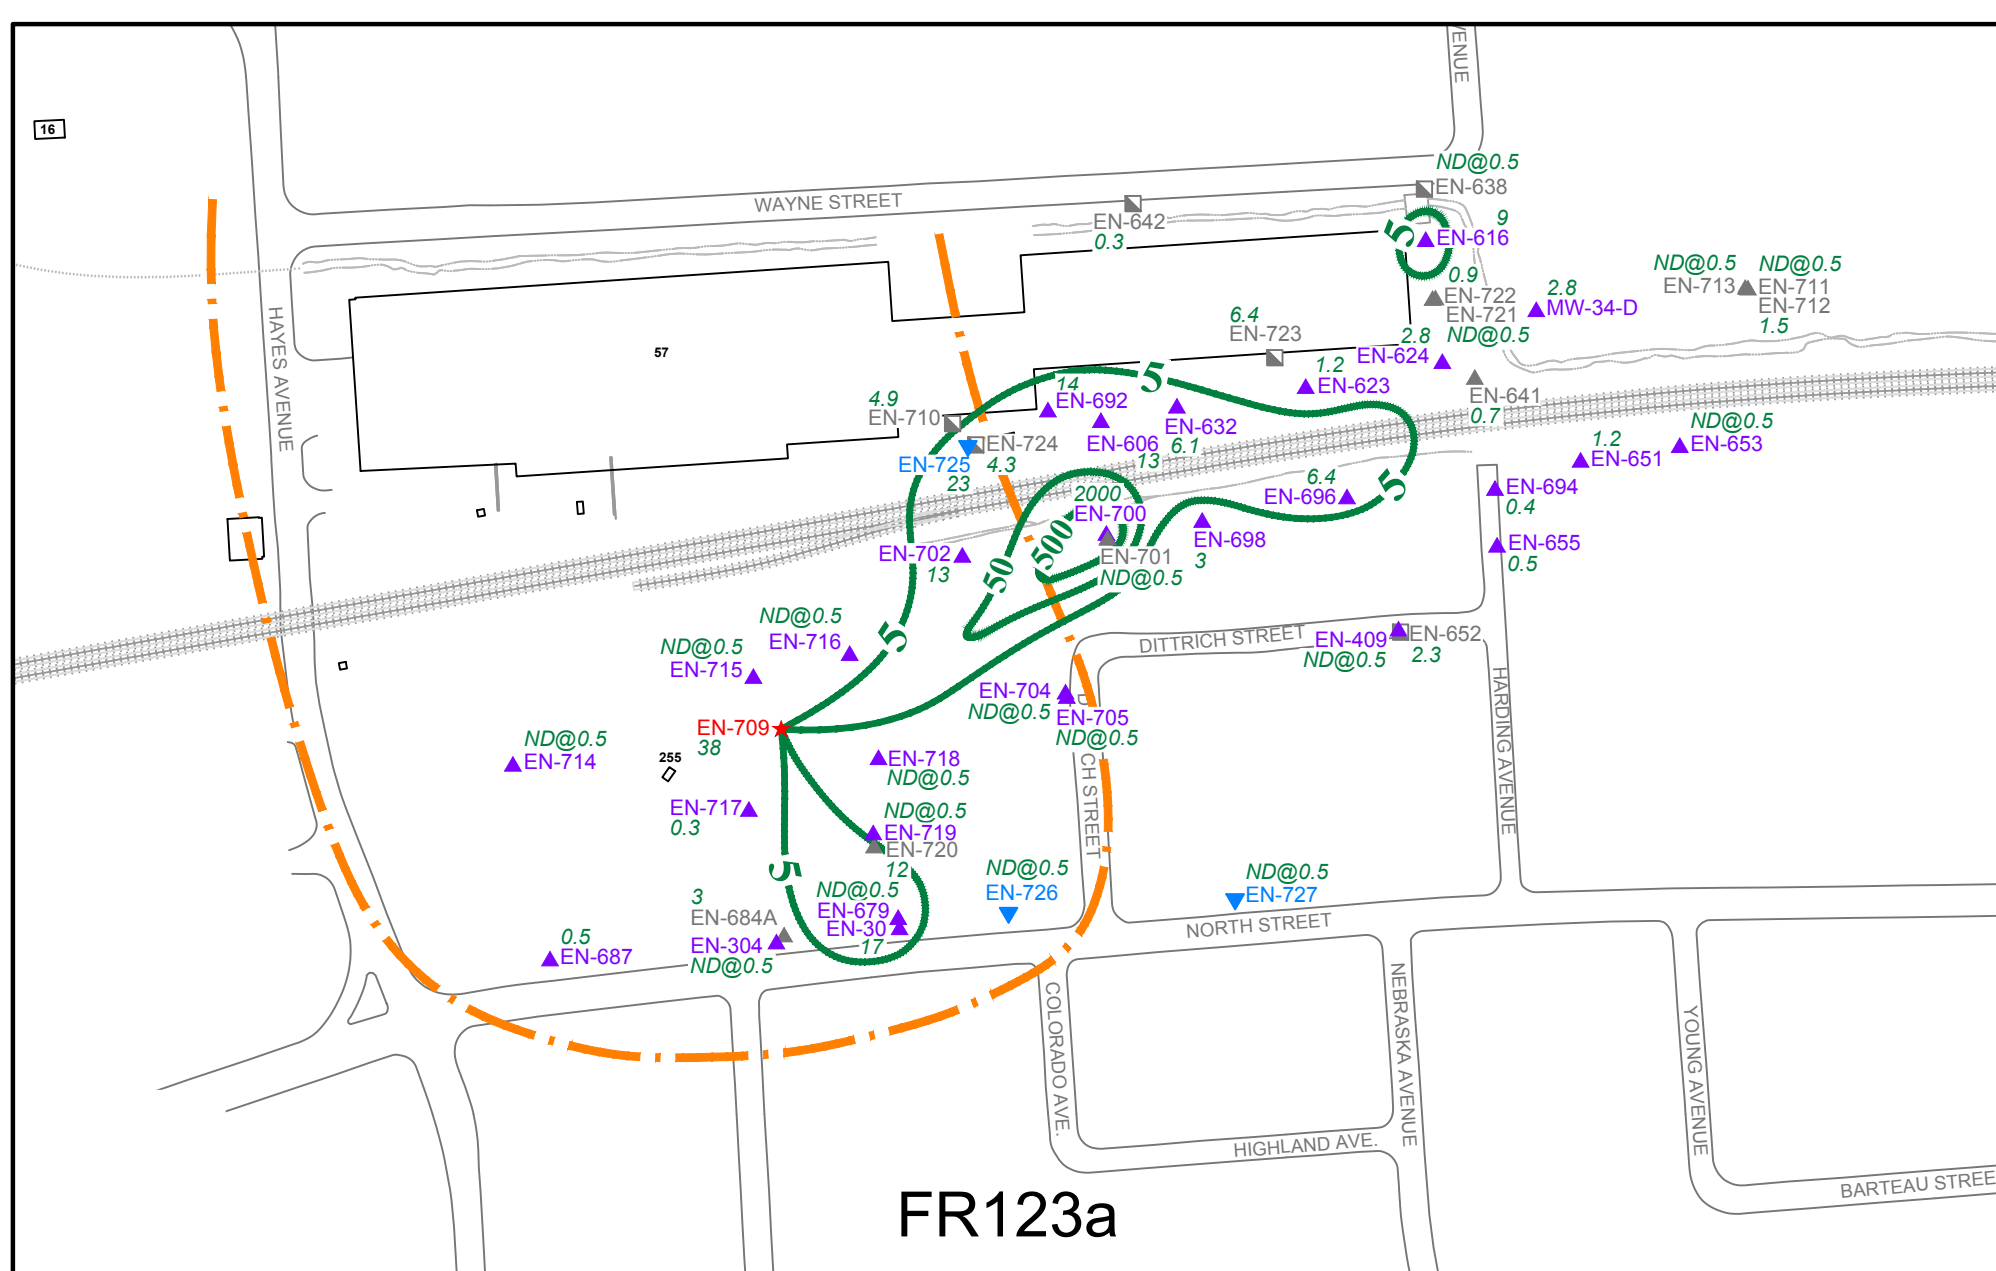 VENUE
16
ND@0.5
EN-638
WAYNE STREET
EN-642
0.3
9
5
EN-616
0.9
EN-722
EN-721
ND@0.5
2.8
MW-34-D
ND@0.5
EN-713
ND@0.5
EN-711
EN-712
1.5
HAYES AVENUE
57
6.4
EN-723
2.8
EN-624
1.2
EN-623
EN-641
0.7
5
14
EN-692
4.9
EN-710
EN-724
4.3
EN-725
23
EN-606
13
EN-632
6.1
ND@0.5
EN-653
1.2
EN-651
6.4
EN-696
5
EN-694
0.4
2000
EN-700
500
50
EN-701
ND@0.5
EN-698
3
EN-702
13
EN-655
0.5
ND@0.5
EN-716
5
ND@0.5
EN-715
DITTRICH STREET
EN-409
ND@0.5
EN-652
2.3
EN-704
ND@0.5
EN-705
ND@0.5
D
CH STREET
HARDING AVENUE
EN-709
38
ND@0.5
EN-714
255
EN-718
ND@0.5
EN-717
0.3
ND@0.5
EN-719
EN-720
12
5
ND@0.5
EN-679
EN-30
17
3
EN-684A
EN-304
ND@0.5
0.5
EN-687
ND@0.5
EN-726
ND@0.5
EN-727
NORTH STREET
COLORADO AVE.
NEBRASKA AVENUE
YOUNG AVENUE
HIGHLAND AVE.
BARTEAU STREE
FR123a